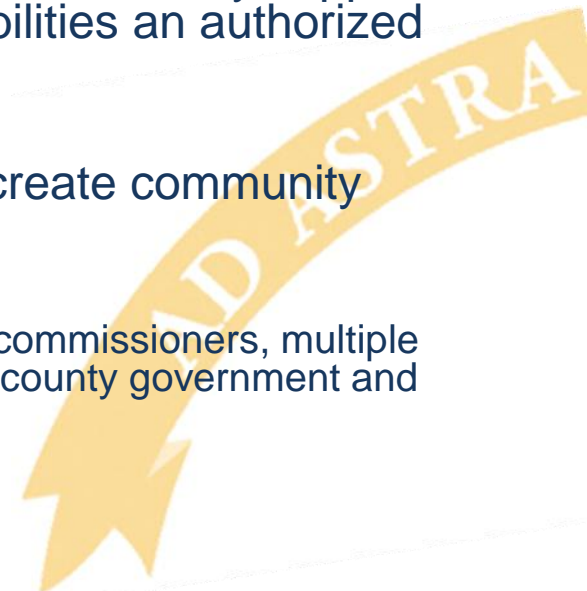 bilities an authorized
create community
commissioners, multiple
county government and
AD ASTRA